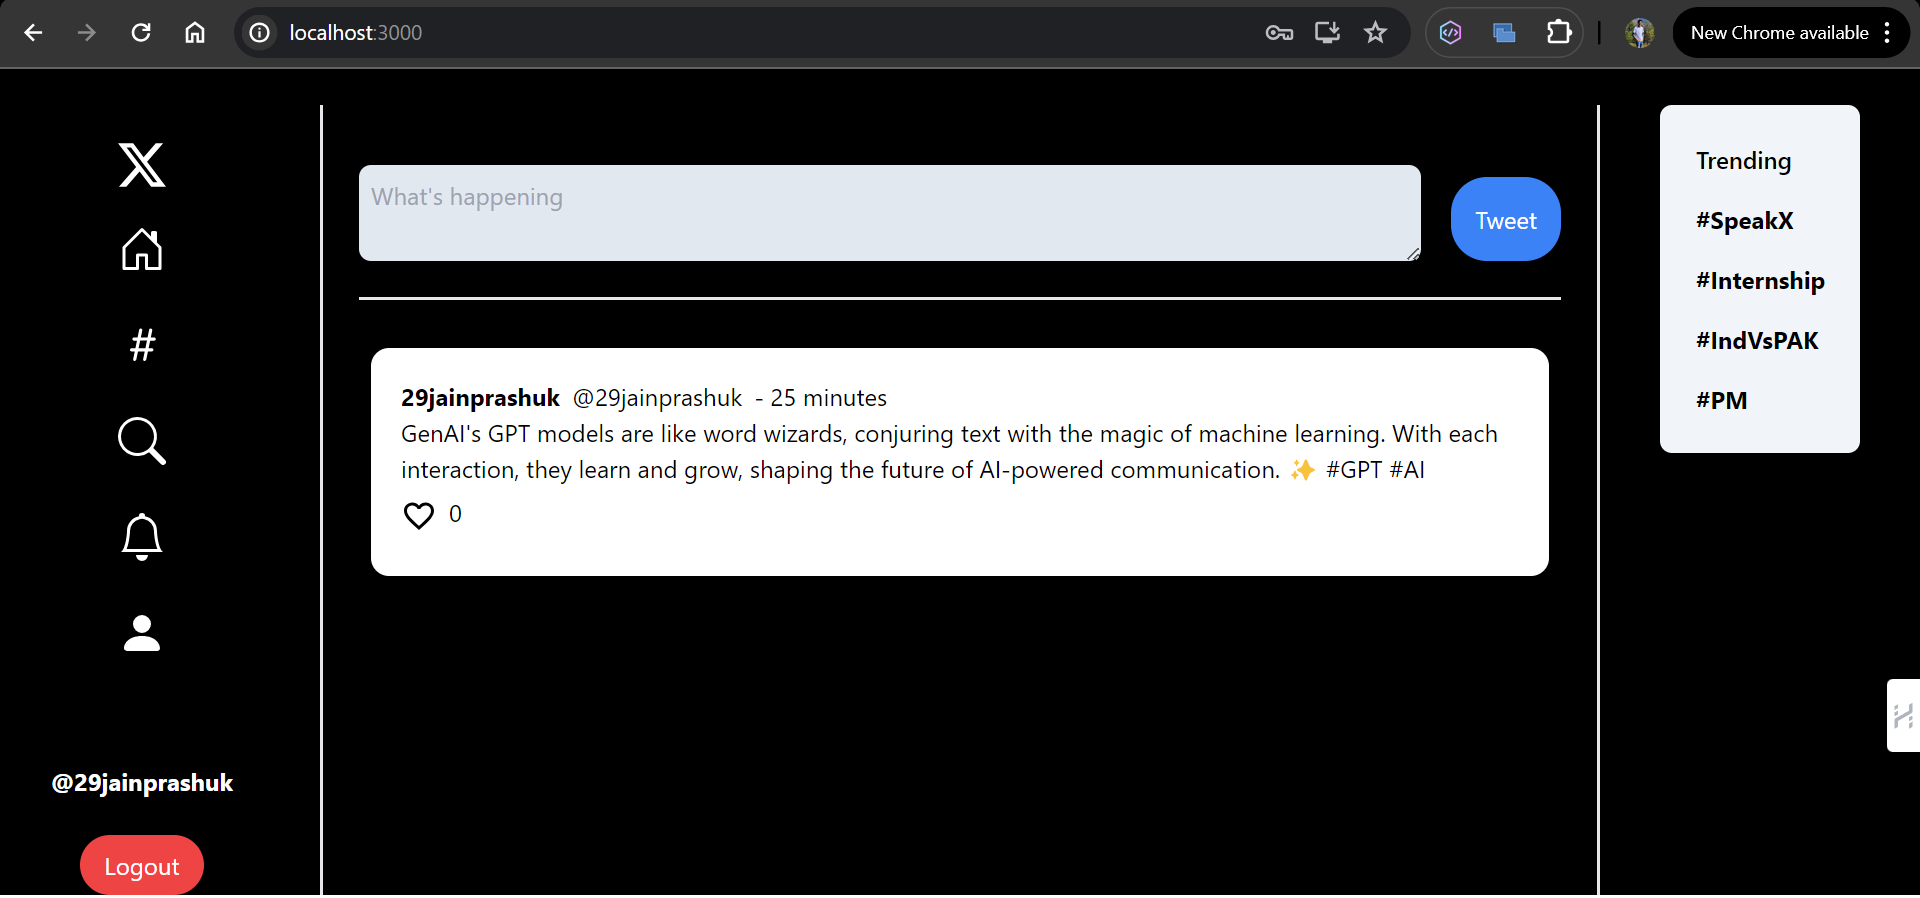 localhost:3000
New Chrome available
What's happening
Tweet
29jainprashuk @29jainprashuk - 25 minutes
GenAI's GPT models are like word wizards, conjuring text with the magic of machine learning. With each
interaction, they learn and grow, shaping the future of AI-powered communication. ✨ #GPT #AI
0
#
@29jainprashuk
Logout
Trending
#SpeakX
#Internship
#IndVsPAK
#PM